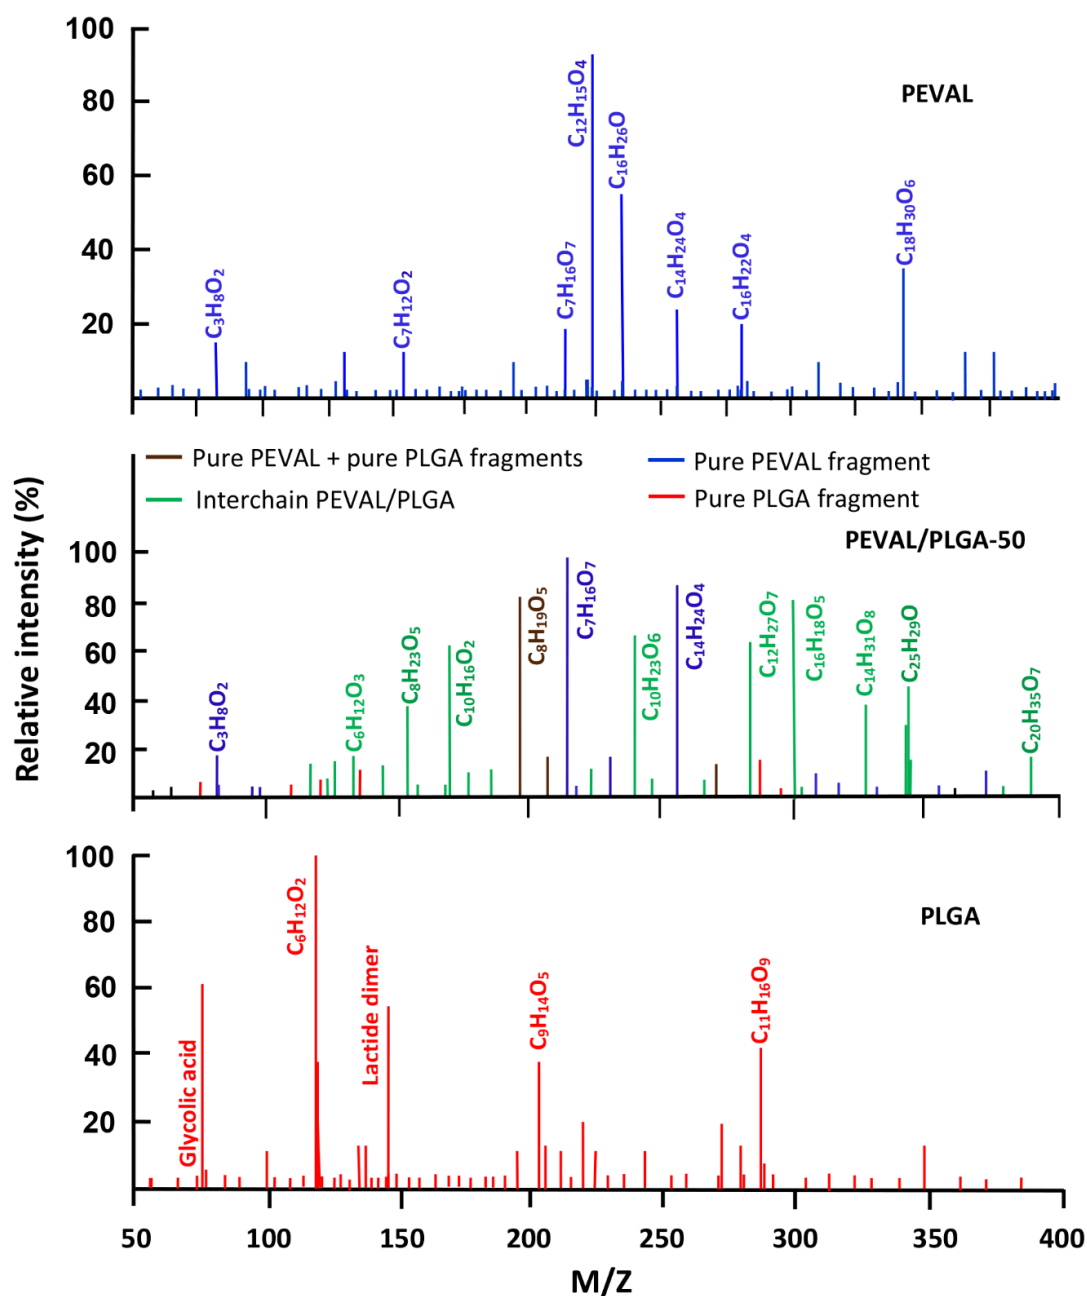 100
80
60
40
20
C₃H₈O₂
C₇H₁₂O₂
C₇H₁₆O₇
C₁₂H₁₅O₄
C₁₆H₂₆O
C₁₄H₂₄O₄
C₁₆H₂₂O₄
C₁₈H₃₀O₆
PEVAL
Relative intensity (%)
Pure PEVAL + pure PLGA fragments
Pure PEVAL fragment
Interchain PEVAL/PLGA
Pure PLGA fragment
PEVAL/PLGA-50
100
80
60
40
20
C₃H₈O₂
C₆H₁₂O₃
C₈H₂₃O₅
C₁₀H₁₆O₂
C₈H₁₉O₅
C₇H₁₆O₇
C₁₀H₂₃O₆
C₁₄H₂₄O₄
C₁₂H₂₇O₇
C₁₆H₁₈O₅
C₁₄H₃₁O₈
C₂₅H₂₉O
C₂₀H₃₅O₇
100
80
60
40
20
Glycolic acid
C₆H₁₂O₂
Lactide dimer
C₉H₁₄O₅
C₁₁H₁₆O₉
PLGA
50 100 150 200 250 300 350 400
M/Z